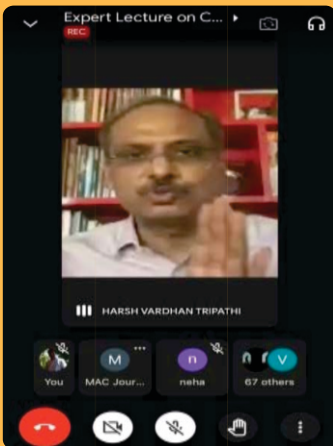 Expert Lecture on C...
REC
HARSH VARDHAN TRIPATHI
You
M
MAC Jour...
n
neha
V
67 others